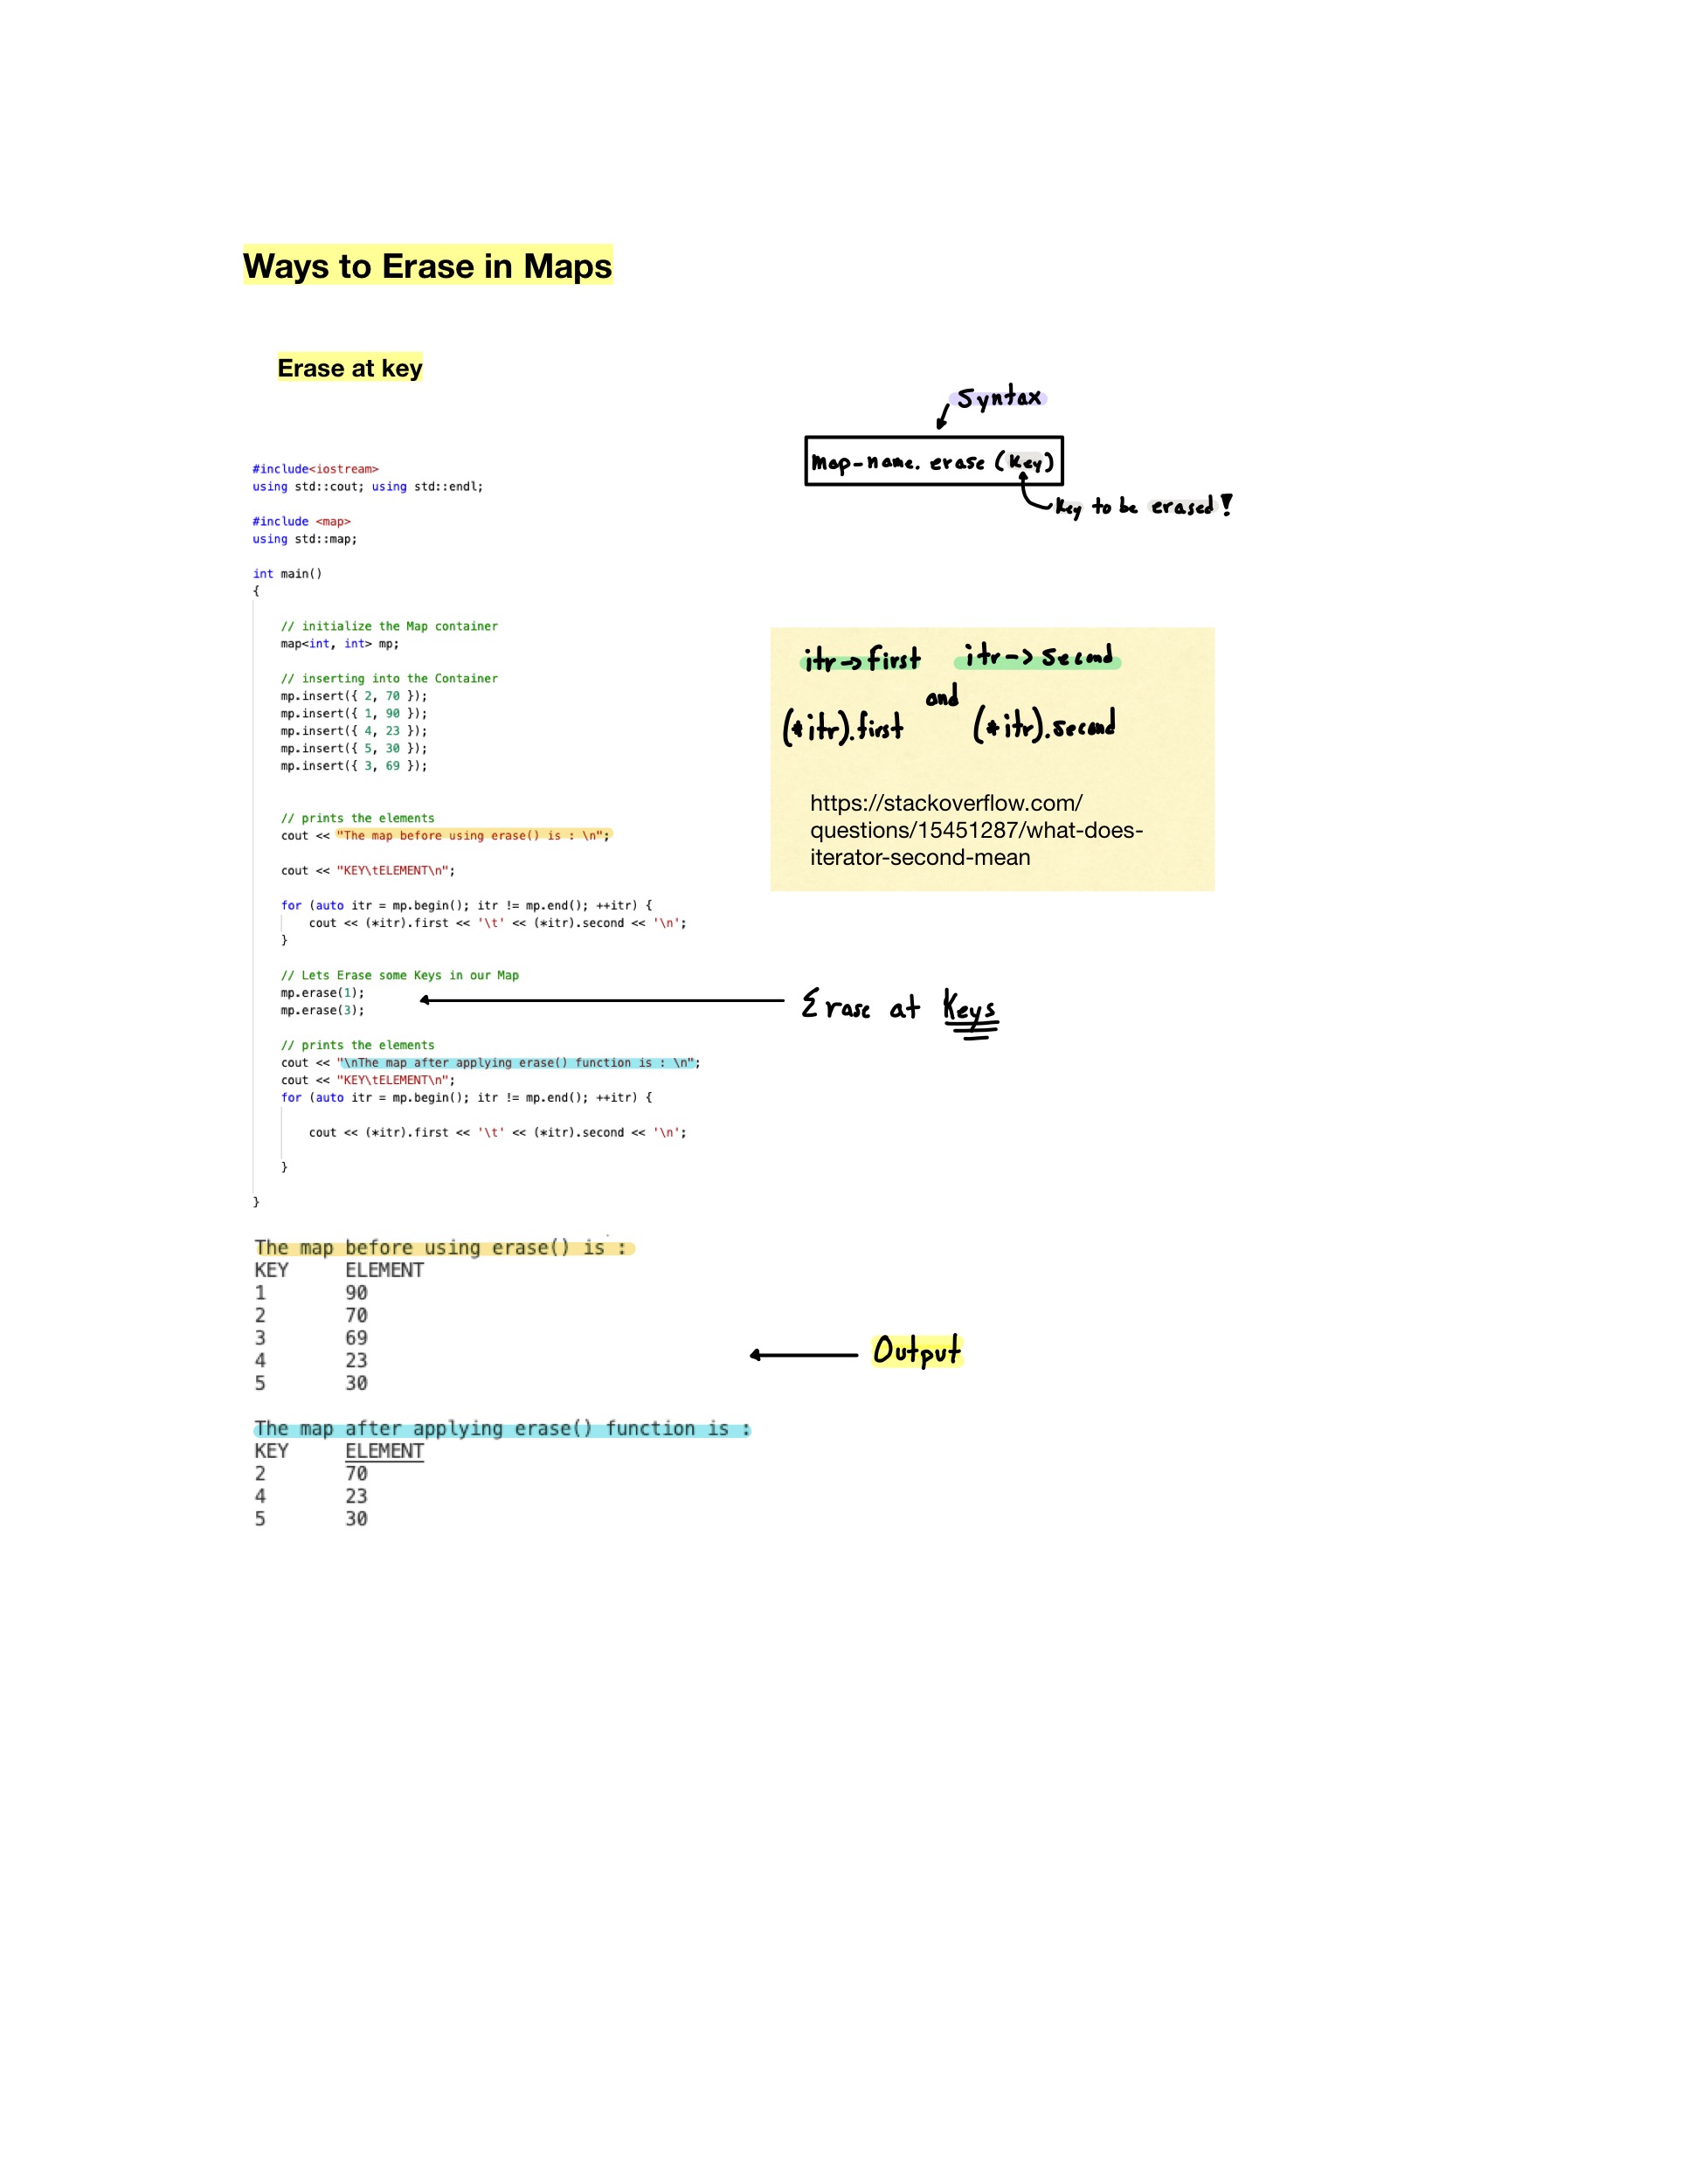 Ways to Erase in Maps
Erase at key
Syntax
map-name. erase (Key)
Key to be erased!
#include<iostream>
using std::cout; using std::endl;
#include <map>
using std::map;
int main()
{
// initialize the Map container
map<int, int> mp;
// inserting into the Container
mp.insert({ 2, 70 });
mp.insert({ 1, 90 });
mp.insert({ 4, 23 });
mp.insert({ 5, 30 });
mp.insert({ 3, 69 });
// prints the elements
cout << "The map before using erase() is : \n";
cout << "KEY\tELEMENT\n";
for (auto itr = mp.begin(); itr != mp.end(); ++itr) {
cout << (*itr).first << '\t' << (*itr).second << '\n';
}
// Lets Erase some Keys in our Map
mp.erase(1);
mp.erase(3);
// prints the elements
cout << "\nThe map after applying erase() function is : \n";
cout << "KEY\tELEMENT\n";
for (auto itr = mp.begin(); itr != mp.end(); ++itr) {
cout << (*itr).first << '\t' << (*itr).second << '\n';
}
}
itr->first itr->second
and
(*itr).first (*itr).second
https://stackoverflow.com/
questions/15451287/what-does-
iterator-second-mean
Erase at Keys
The map before using erase() is :
KEY ELEMENT
1 90
2 70
3 69
4 23
5 30
Output
The map after applying erase() function is :
KEY ELEMENT
2 70
4 23
5 30